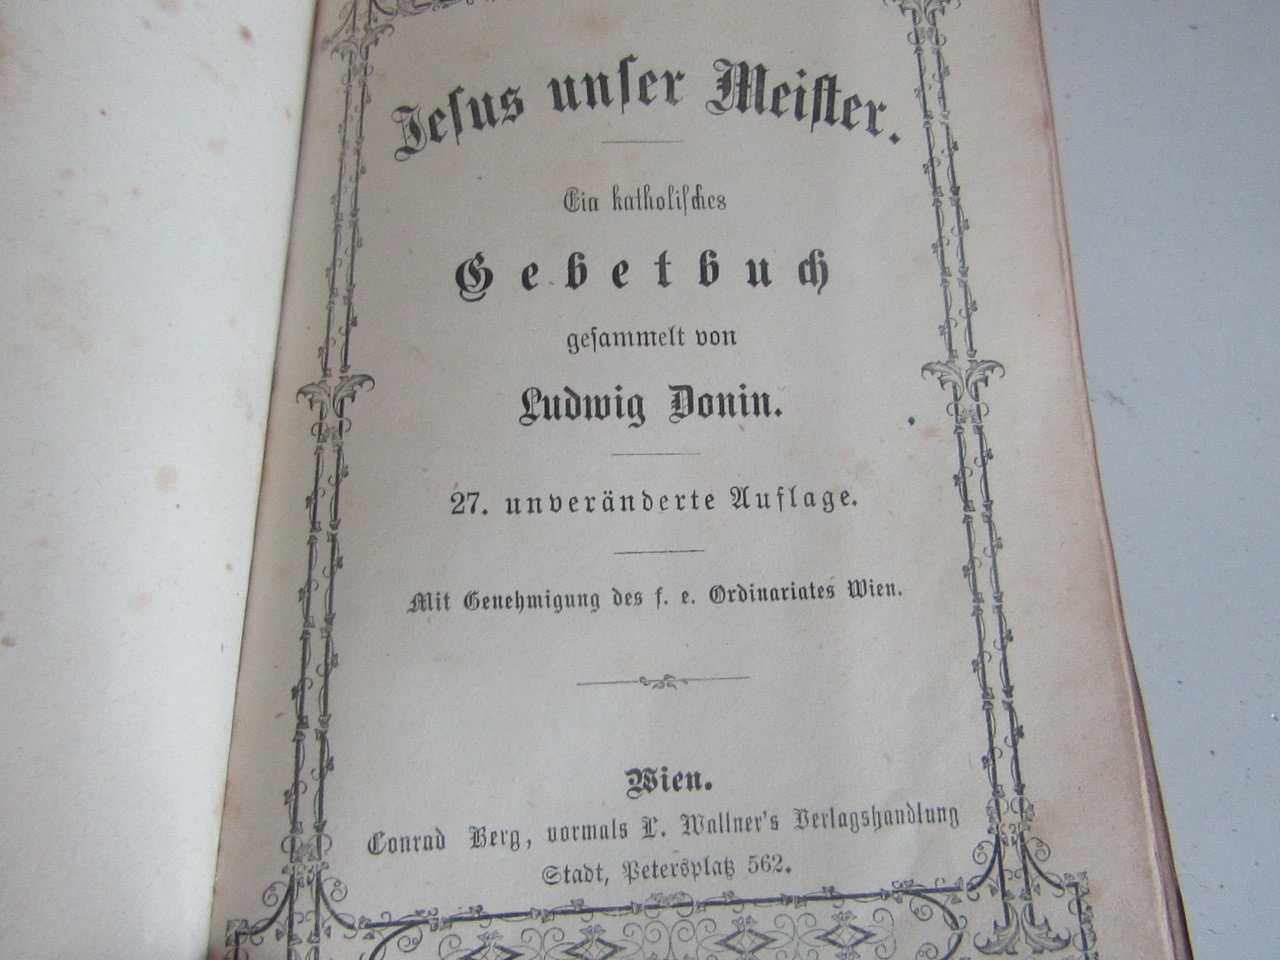 Jeſus unſer Meiſter.
Ein katholiſches
Gebetbuch
geſammelt von
Ludwig Donin.
27. unveränderte Auflage.
Mit Genehmigung des f. e. Ordinariates Wien.
Wien.
Conrad Berg, vormals L. Wallner's Verlagshandlung
Stadt, Petersplatz 562.